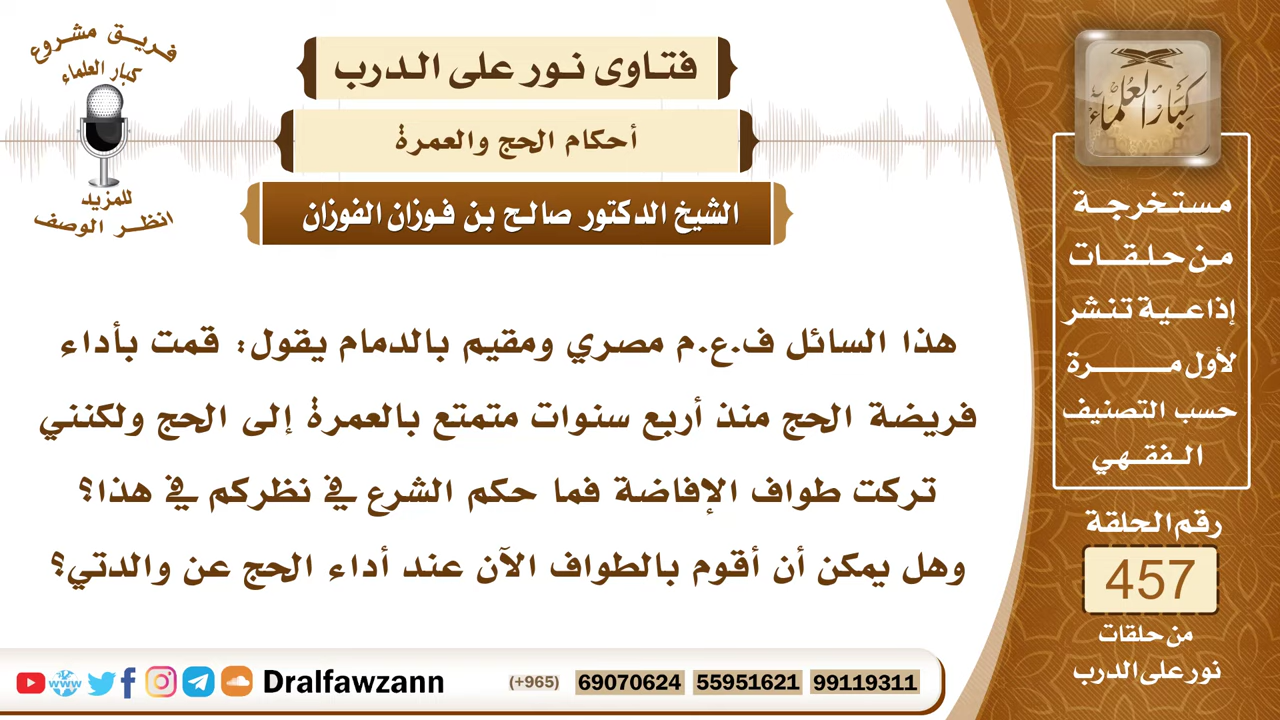 فتاوى نور على الدرب
أحكام الحج والعمرة
الشيخ الدكتور صالح بن فوزان الفوزان
هذا السائل ف.ع.م مصري ومقيم بالدمام يقول: قمت بأداء
فريضة الحج منذ أربع سنوات متمتع بالعمرة إلى الحج ولكنني
تركت طواف الإفاضة فما حكم الشرع في نظركم في هذا؟
وهل يمكن أن أقوم بالطواف الآن عند أداء الحج عن والدتي؟
كبار العلماء
مستخرجة
من حلقات
إذاعية تنشر
لأول مرة
حسب التصنيف
الفقهي
رقم الحلقة
457
من حلقات
نور على الدرب
فريق مشروع
كبار العلماء
للمزيد
انظر الوصف
www
Dralfawzann (+965) 69070624 55951621 99119311